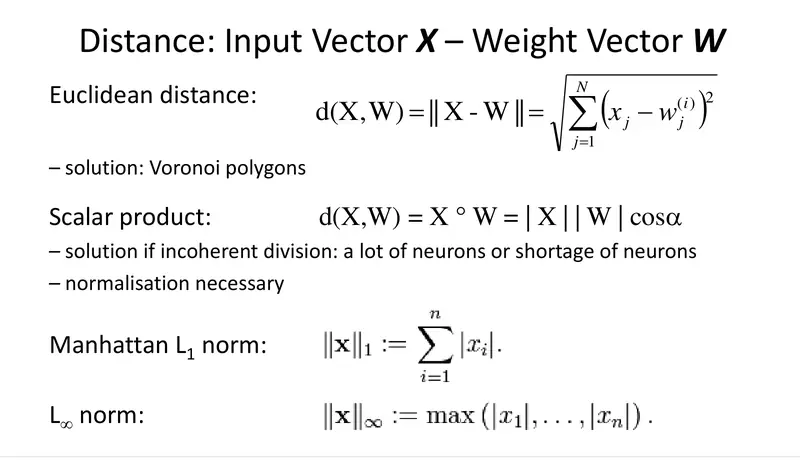 Distance: Input Vector X – Weight Vector W
Euclidean distance: d(X,W) = || X - W || = √(∑_{j=1}^{N} (x_j − w_j^{(i)})^2)
– solution: Voronoi polygons
Scalar product: d(X,W) = X ° W = | X | | W | cosα
– solution if incoherent division: a lot of neurons or shortage of neurons
– normalisation necessary
Manhattan L₁ norm: ‖x‖₁ := ∑_{i=1}^{n} |x_i|.
L∞ norm: ‖x‖∞ := max (|x₁|, . . . , |x_n|) .